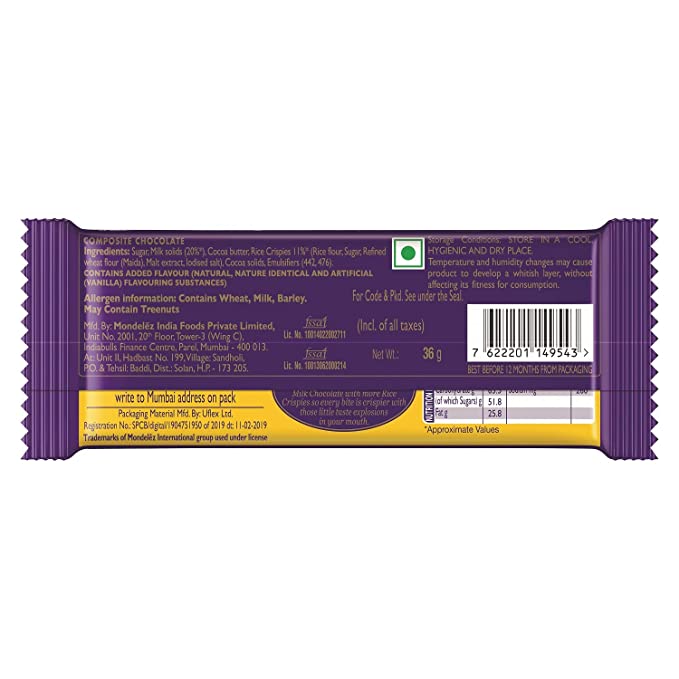 COMPOSITE CHOCOLATE
Ingredients: Sugar, Milk solids (20%*), Cocoa butter, Rice Crispies 11%* (Rice flour, Sugar, Refined
wheat flour (Maida), Malt extract, Iodised salt), Cocoa solids, Emulsifiers (442, 476).
CONTAINS ADDED FLAVOUR (NATURAL, NATURE IDENTICAL AND ARTIFICIAL
(VANILLA) FLAVOURING SUBSTANCES)
Allergen information: Contains Wheat, Milk, Barley.
May Contain Treenuts
Mfd. By: Mondelēz India Foods Private Limited,
Unit No. 2001, 20th Floor, Tower-3 (Wing C),
Indiabulls Finance Centre, Parel, Mumbai - 400 013.
At: Unit II, Hadbast No. 199, Village: Sandholi,
P.O. & Tehsil: Baddi, Dist.: Solan, H.P. - 173 205.
fssai
Lic. No. 10014022002711
fssai
Lic. No. 10013062000214
For Code & Pkd. See under the Seal.
(Incl. of all taxes)
Net Wt.: 36 g
Storage Conditions: STORE IN A COOL,
HYGIENIC AND DRY PLACE.
Temperature and humidity changes may cause
product to develop a whitish layer, without
affecting its fitness for consumption.
7 622201 149543 >
BEST BEFORE 12 MONTHS FROM PACKAGING
write to Mumbai address on pack
Packaging Material Mfg. By: Uflex Ltd.
Registration No.: SPCB/digital/1904751950 of 2019 dt: 11-02-2019
Trademarks of Mondelēz International group used under license
Milk Chocolate with more Rice
Crispies so every bite is crispier with
those little taste explosions
in your mouth.
NUTRITION
Carbohydrate g 63.5 Sodium mg 260
(of which Sugars) g 51.8
Fat g 25.8
*Approximate Values